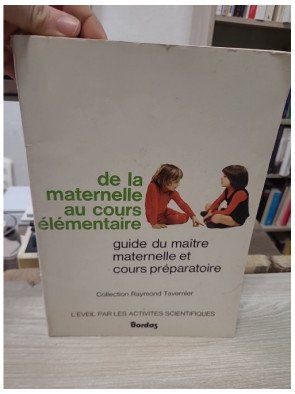 de la
maternelle
au cours
élémentaire
guide du maître
maternelle et
cours préparatoire
Collection Raymond Tavernier
L'EVEIL PAR LES ACTIVITES SCIENTIFIQUES
Bordas